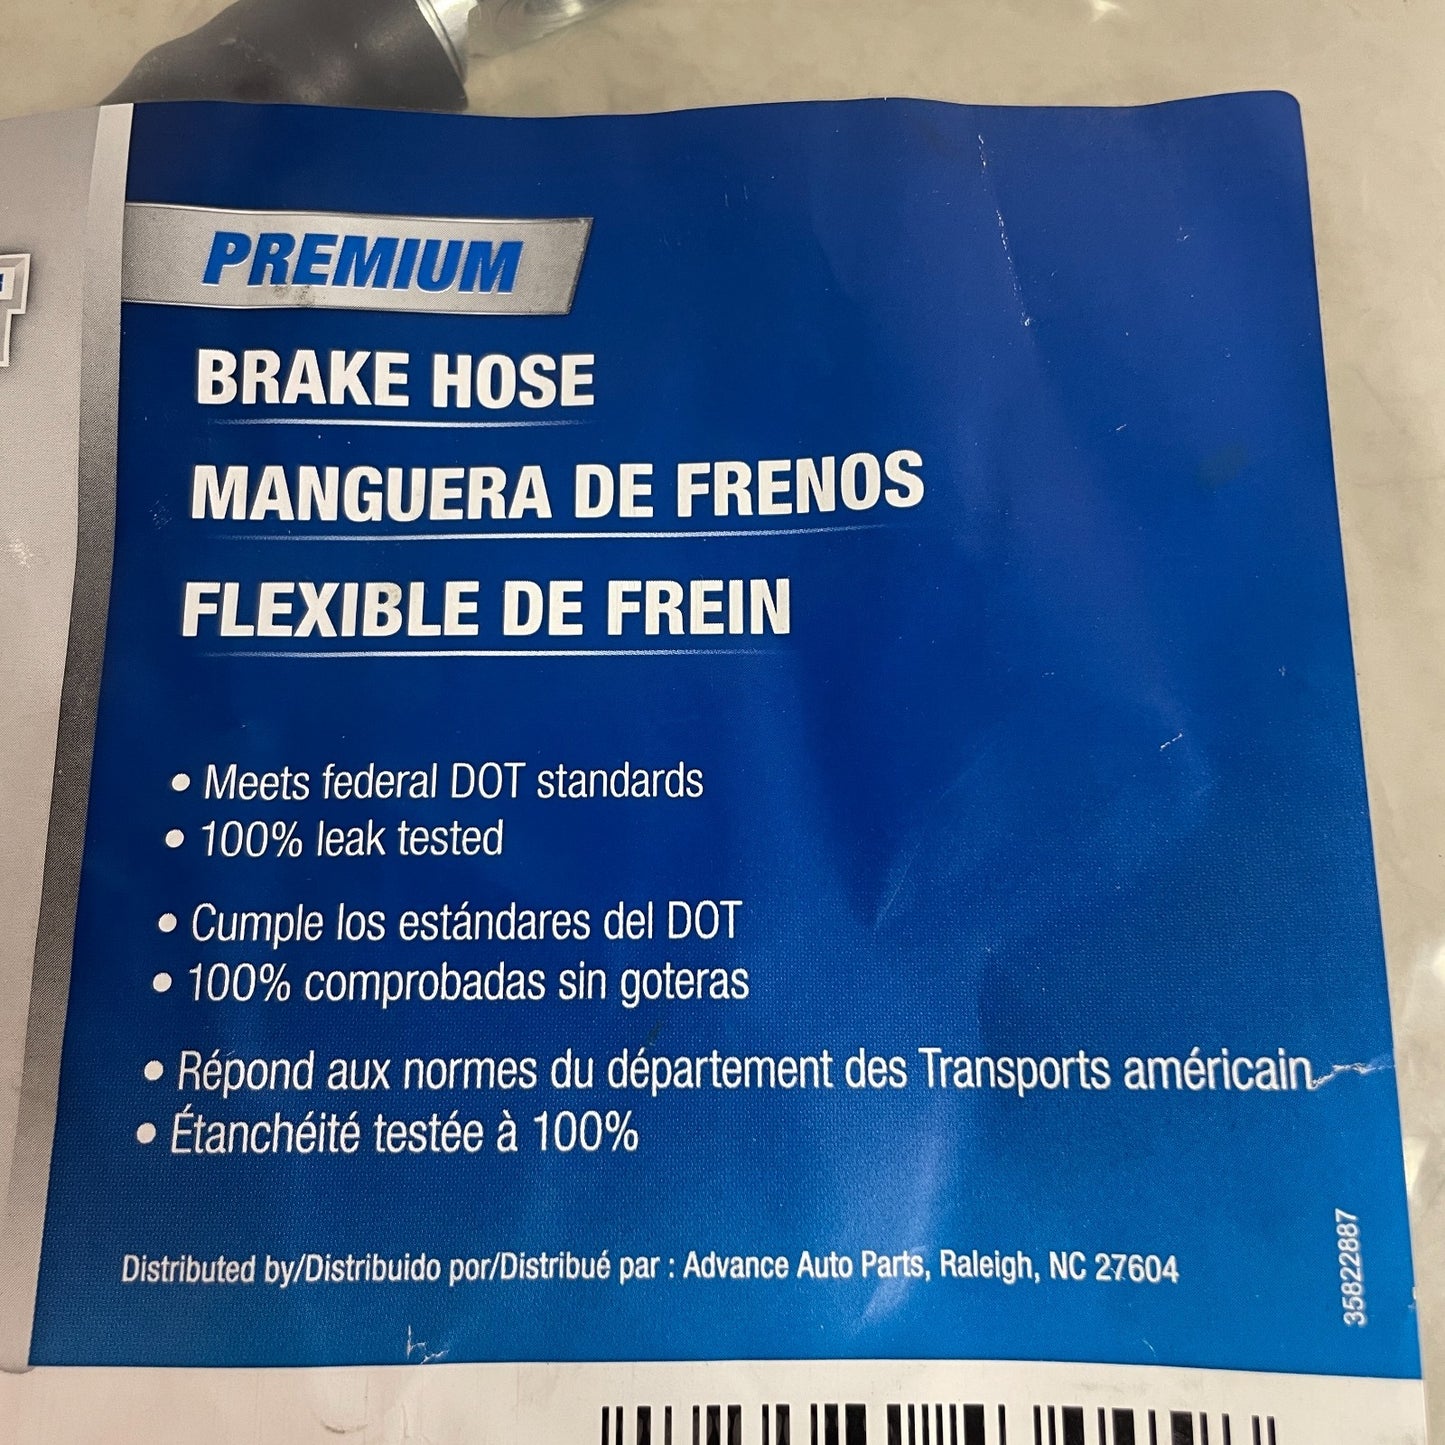 PREMIUM
BRAKE HOSE
MANGUERA DE FRENOS
FLEXIBLE DE FREIN
• Meets federal DOT standards
• 100% leak tested
• Cumple los estándares del DOT
• 100% comprobadas sin goteras
• Répond aux normes du département des Transports américain
• Étanchéité testée à 100%
Distributed by/Distribuido por/Distribué par : Advance Auto Parts, Raleigh, NC 27604
35822887